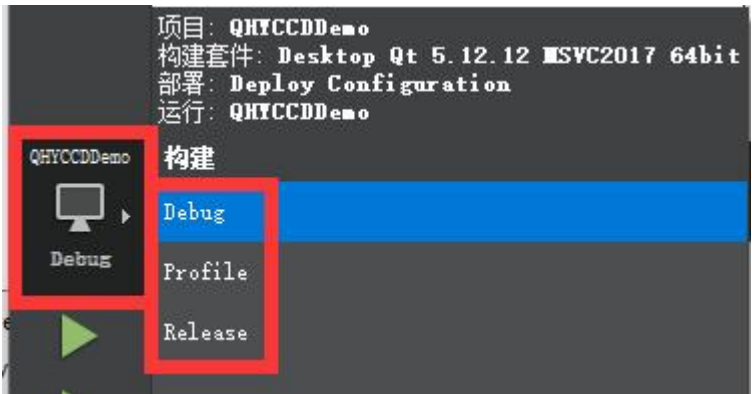 项目: QHYCCDDemo
构建套件: Desktop Qt 5.12.12 MSVC2017 64bit
部署: Deploy Configuration
运行: QHYCCDDemo
QHYCCDDemo
构建
Debug
Debug
Profile
Release